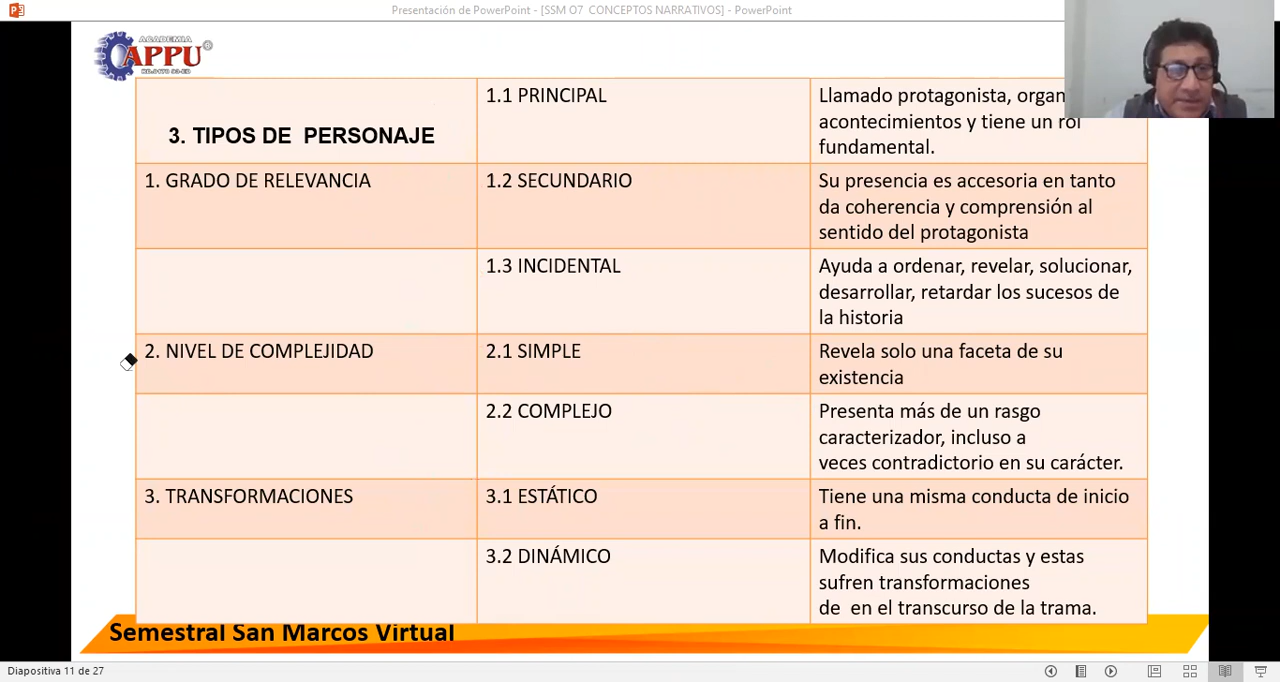 Presentación de PowerPoint - [SSM O7  CONCEPTOS NARRATIVOS] - PowerPoint
ACADEMIA
APPU
3. TIPOS DE  PERSONAJE
1.1 PRINCIPAL
Llamado protagonista,
acontecimientos y tiene un rol
fundamental.
1. GRADO DE RELEVANCIA
1.2 SECUNDARIO
Su presencia es accesoria en tanto
da coherencia y comprensión al
sentido del protagonista
1.3 INCIDENTAL
Ayuda a ordenar, revelar, solucionar,
desarrollar, retardar los sucesos de
la historia
2. NIVEL DE COMPLEJIDAD
2.1 SIMPLE
Revela solo una faceta de su
existencia
2.2 COMPLEJO
Presenta más de un rasgo
caracterizador, incluso a
veces contradictorio en su carácter.
3. TRANSFORMACIONES
3.1 ESTÁTICO
Tiene una misma conducta de inicio
a fin.
3.2 DINÁMICO
Modifica sus conductas y estas
sufren transformaciones
de  en el transcurso de la trama.
Semestral San Marcos Virtual
Diapositiva 11 de 27